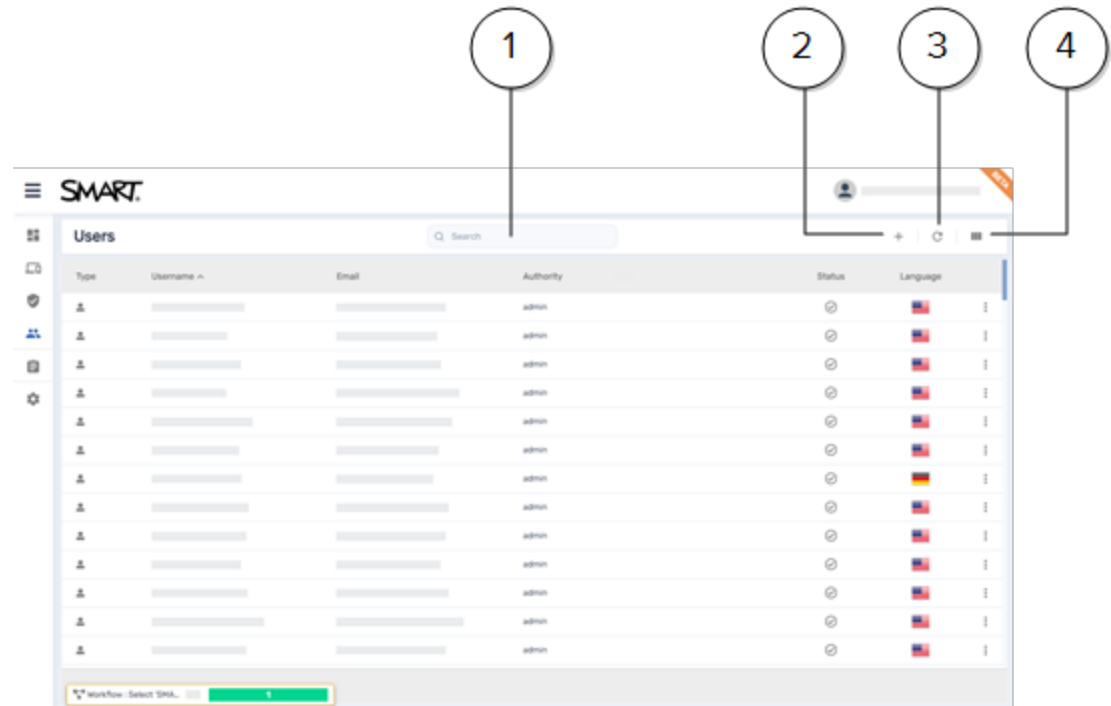 1 2 3 4
SMART.
BETA
Users
Search
Type Username Email Authority Status Language
admin
admin
admin
admin
admin
admin
admin
admin
admin
admin
admin
admin
admin
Workflow : Select 'SMA... 1